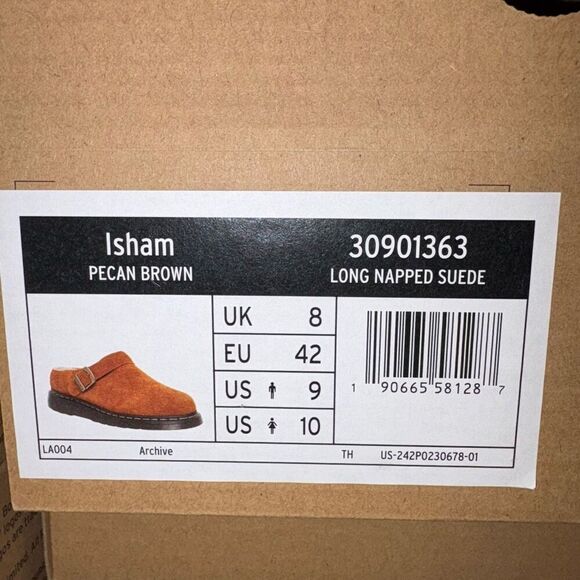 Isham
PECAN BROWN
30901363
LONG NAPPED SUEDE
UK 8
EU 42
US 9
US 10
1 90665 58128 7
LA004 Archive TH US-242P0230678-01